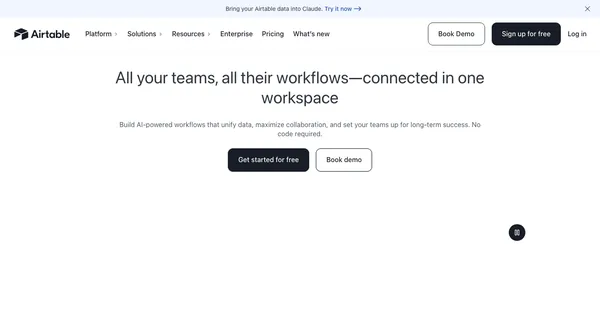 Bring your Airtable data into Claude. Try it now →
Airtable
Platform
Solutions
Resources
Enterprise
Pricing
What's new
Book Demo
Sign up for free
Log in
All your teams, all their workflows—connected in one
workspace
Build AI-powered workflows that unify data, maximize collaboration, and set your teams up for long-term success. No
code required.
Get started for free
Book demo